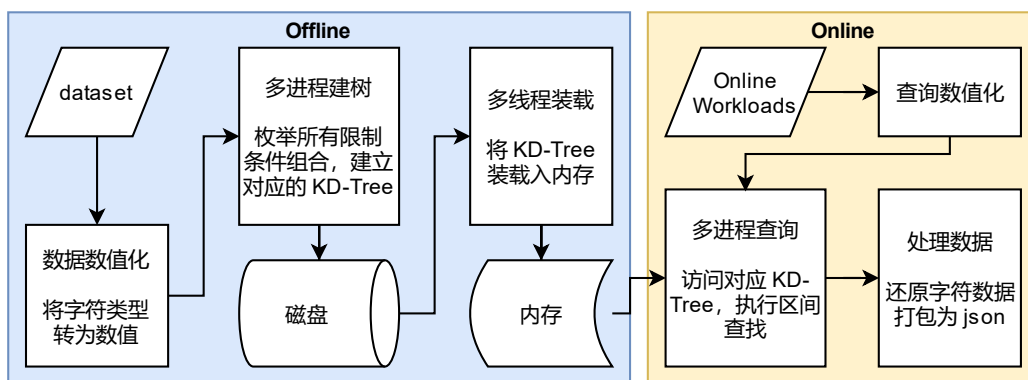 Offline
dataset
数据数值化
将字符类型
转为数值
多进程建树
枚举所有限制
条件组合，建立
对应的 KD-Tree
磁盘
多线程装载
将 KD-Tree
装载入内存
内存
Online
Online
Workloads
查询数值化
多进程查询
访问对应 KD-
Tree，执行区间
查找
处理数据
还原字符数据
打包为 json